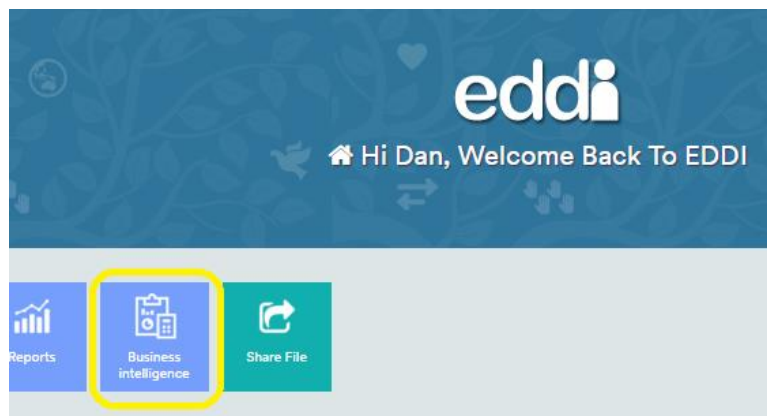 eddi
Hi Dan, Welcome Back To EDDI
Reports
Business
intelligence
Share File